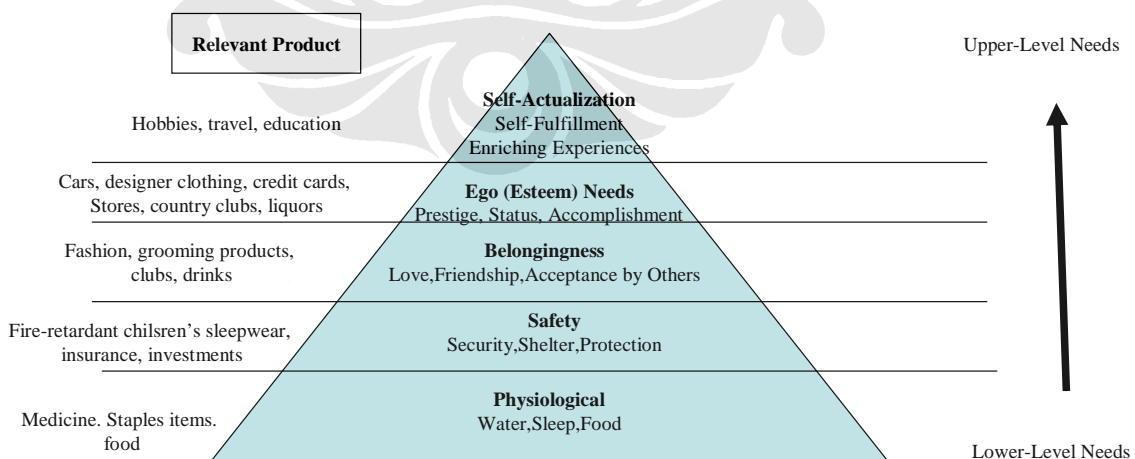 Relevant Product
Upper-Level Needs
Self-Actualization
Self-Fulfillment
Enriching Experiences
Hobbies, travel, education
Cars, designer clothing, credit cards,
Stores, country clubs, liquors
Ego (Esteem) Needs
Prestige, Status, Accomplishment
Fashion, grooming products,
clubs, drinks
Belongingness
Love,Friendship,Acceptance by Others
Fire-retardant chilsren’s sleepwear,
insurance, investments
Safety
Security,Shelter,Protection
Medicine. Staples items.
food
Physiological
Water,Sleep,Food
Lower-Level Needs